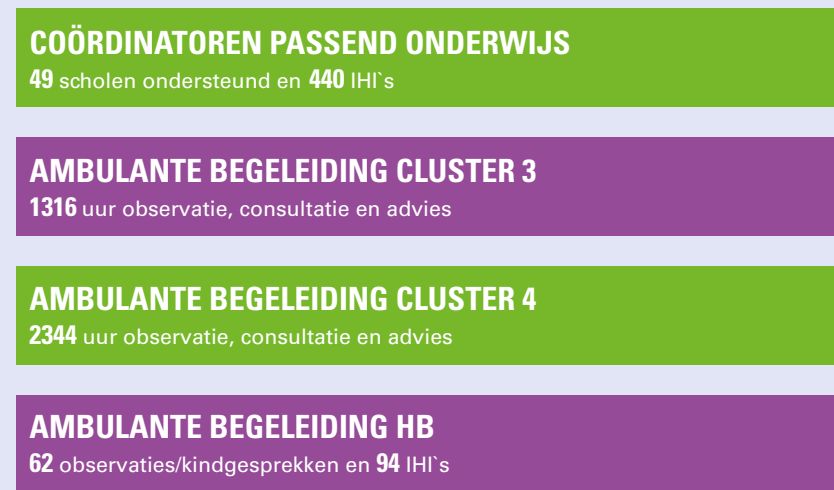 COÖRDINATOREN PASSEND ONDERWIJS
49 scholen ondersteund en 440 IHI`s
AMBULANTE BEGELEIDING CLUSTER 3
1316 uur observatie, consultatie en advies
AMBULANTE BEGELEIDING CLUSTER 4
2344 uur observatie, consultatie en advies
AMBULANTE BEGELEIDING HB
62 observaties/kindgesprekken en 94 IHI`s